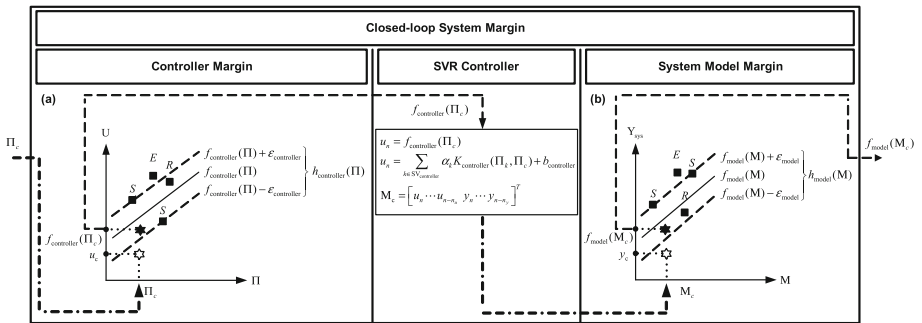 Closed-loop System Margin
Controller Margin
SVR Controller
System Model Margin
(a)
U
E
R
S
S
f_controller(Π) + ε_controller
f_controller(Π)
f_controller(Π) − ε_controller
h_controller(Π)
Π_c
f_controller(Π_c)
u_c
Π_c
Π
f_controller(Π_c)
u_n = f_controller(Π_c)
u_n = ∑_{k∈SV_controller} α_k K_controller(Π_k, Π_c) + b_controller
M_c = [u_n ⋯ u_{n−n_u} y_n ⋯ y_{n−n_y}]^T
(b)
Y_sys
E
S
S
R
f_model(M) + ε_model
f_model(M)
f_model(M) − ε_model
h_model(M)
f_model(M_c)
f_model(M_c)
y_c
M_c
M